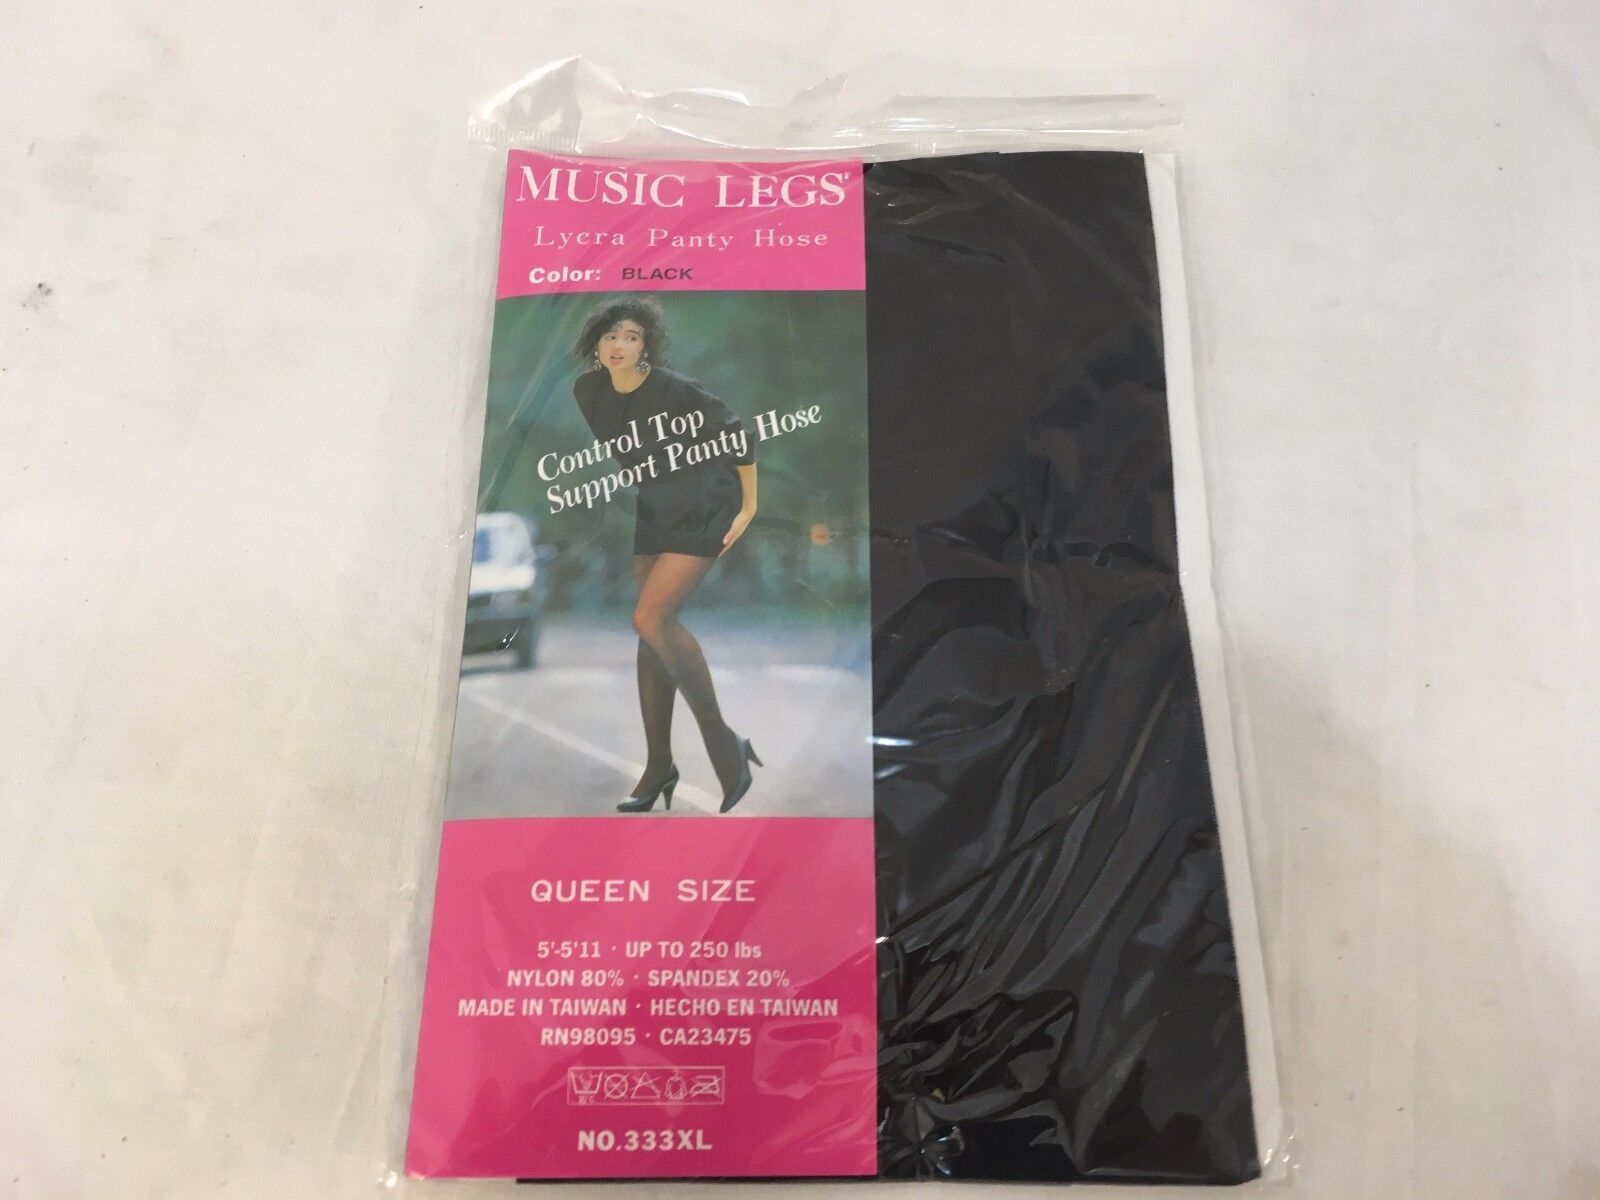 MUSIC LEGS
Lycra Panty Hose
Color: BLACK
Control Top
Support Panty Hose
QUEEN SIZE
5'-5'11 · UP TO 250 lbs
NYLON 80% · SPANDEX 20%
MADE IN TAIWAN · HECHO EN TAIWAN
RN98095 · CA23475
NO.333XL